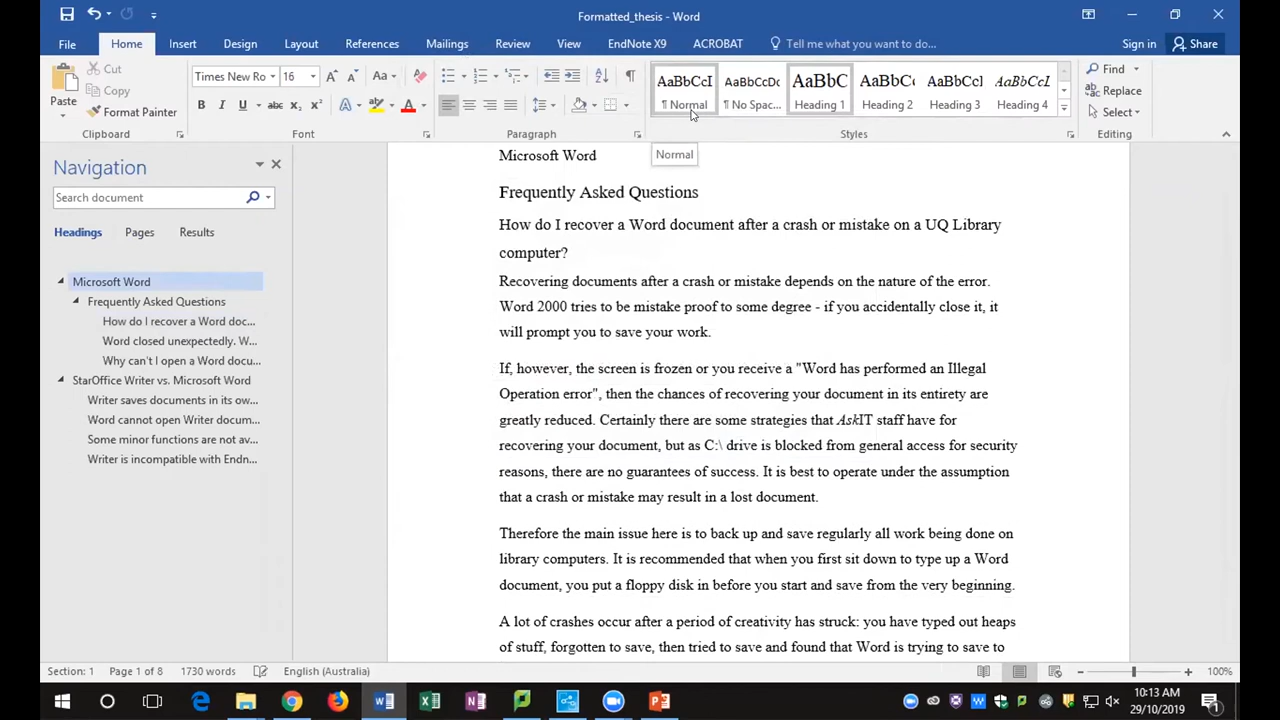 Formatted_thesis - Word
File Home Insert Design Layout References Mailings Review View EndNote X9 ACROBAT Tell me what you want to do... Sign in Share
Cut
Copy
Paste
Format Painter
Times New Ro 16
Aa
B I U abc X₂ X² A A
AaBbCcI AaBbCcDc AaBbC AaBbCc AaBbCcI AaBbCcI
¶ Normal ¶ No Spac... Heading 1 Heading 2 Heading 3 Heading 4
Find
Replace
Select
Clipboard Font Paragraph Styles Editing
Normal
Navigation
Search document
Headings Pages Results
Microsoft Word
Frequently Asked Questions
How do I recover a Word doc...
Word closed unexpectedly. W...
Why can't I open a Word docu...
StarOffice Writer vs. Microsoft Word
Writer saves documents in its ow...
Word cannot open Writer docum...
Some minor functions are not av...
Writer is incompatible with Endn...
Microsoft Word
Frequently Asked Questions
How do I recover a Word document after a crash or mistake on a UQ Library
computer?
Recovering documents after a crash or mistake depends on the nature of the error.
Word 2000 tries to be mistake proof to some degree - if you accidentally close it, it
will prompt you to save your work.
If, however, the screen is frozen or you receive a "Word has performed an Illegal
Operation error", then the chances of recovering your document in its entirety are
greatly reduced. Certainly there are some strategies that AskIT staff have for
recovering your document, but as C:\ drive is blocked from general access for security
reasons, there are no guarantees of success. It is best to operate under the assumption
that a crash or mistake may result in a lost document.
Therefore the main issue here is to back up and save regularly all work being done on
library computers. It is recommended that when you first sit down to type up a Word
document, you put a floppy disk in before you start and save from the very beginning.
A lot of crashes occur after a period of creativity has struck: you have typed out heaps
of stuff, forgotten to save, then tried to save and found that Word is trying to save to
Section: 1 Page 1 of 8 1730 words English (Australia) 100%
10:13 AM
29/10/2019